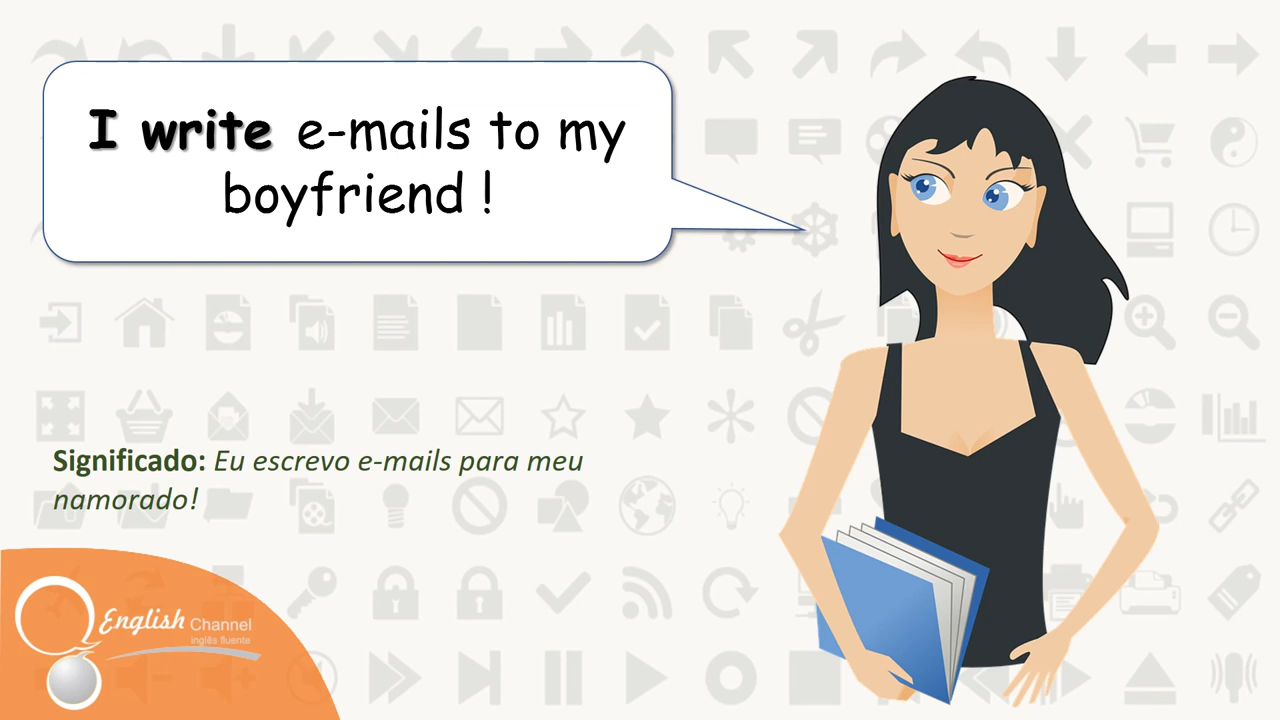 I write e-mails to my
boyfriend !
Significado: Eu escrevo e-mails para meu
namorado!
English Channel
inglês fluente